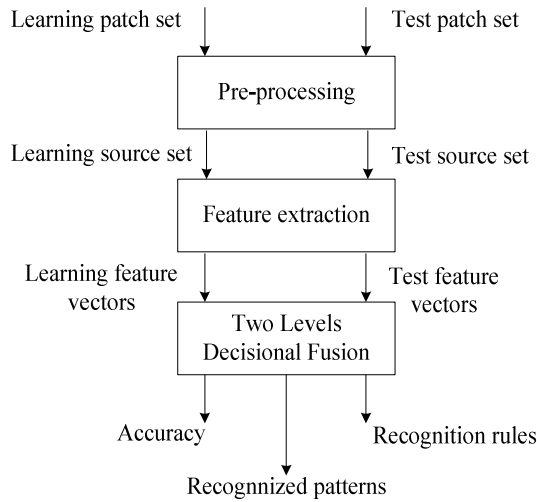 Learning patch set
Test patch set
Pre-processing
Learning source set
Test source set
Feature extraction
Learning feature
vectors
Test feature
vectors
Two Levels
Decisional Fusion
Accuracy
Recognition rules
Recognnized patterns